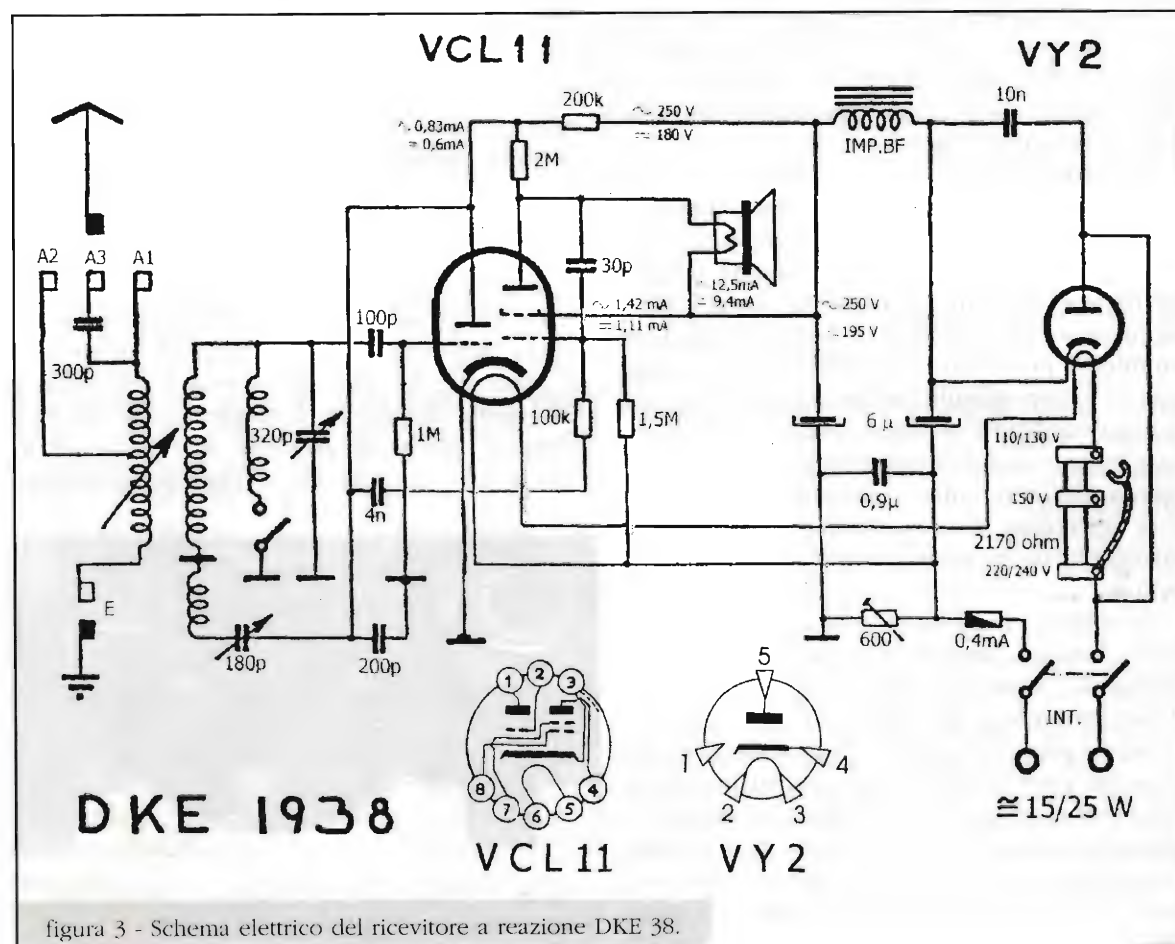 VCL11
VY2
200k
∼ 250 V
= 180 V
10n
∼ 0,83mA
= 0,6mA
2M
IMP.BF
A2
A3
A1
30p
∼ 12,5mA
= 9,4mA
∼ 1,42 mA
= 1,11 mA
∼ 250 V
= 195 V
100p
300p
320p
1M
100k
1,5M
6 µ
110/130 V
4n
0,9µ
150 V
2170 ohm
220/240 V
E
180p
200p
600
0,4mA
INT.
1
2
3
4
5
6
7
8
5
1
4
2
3
≅ 15/25 W
DKE 1938
VCL11
VY2
figura 3 - Schema elettrico del ricevitore a reazione DKE 38.